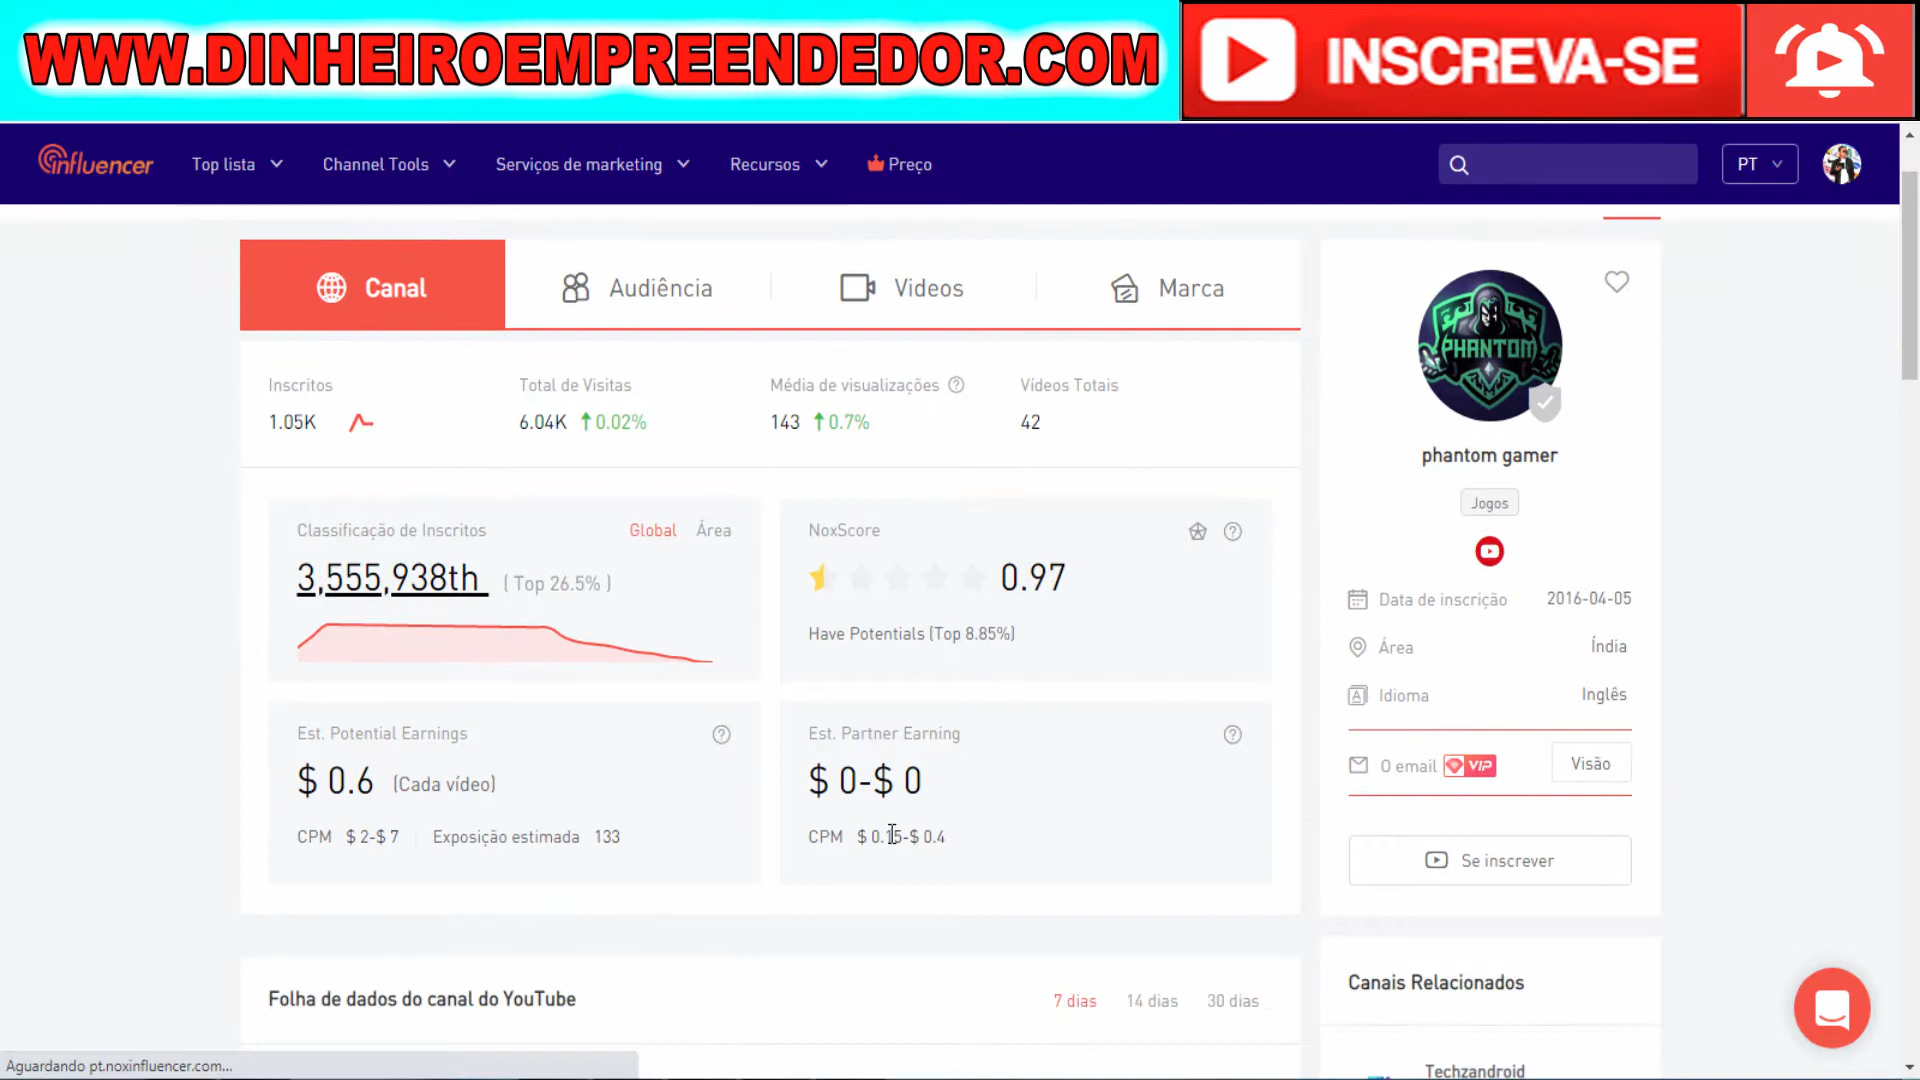 WWW.DINHEIROEMPREENDEDOR.COM
INSCREVA-SE
influencer
Top lista
Channel Tools
Serviços de marketing
Recursos
Preço
PT
Canal
Audiência
Videos
Marca
Inscritos
1.05K
Total de Visitas
6.04K 0.02%
Média de visualizações
143 0.7%
Vídeos Totais
42
Classificação de Inscritos
Global Área
3,555,938th ( Top 26.5% )
NoxScore
0.97
Have Potentials (Top 8.85%)
Est. Potential Earnings
$ 0.6 (Cada vídeo)
CPM $ 2-$ 7 Exposição estimada 133
Est. Partner Earning
$ 0-$ 0
CPM $ 0.15-$ 0.4
PHANTOM
phantom gamer
Jogos
Data de inscrição 2016-04-05
Área Índia
Idioma Inglês
O email VIP Visão
Se inscrever
Folha de dados do canal do YouTube
7 dias 14 dias 30 dias
Canais Relacionados
Techzandroid
Aguardando pt.noxinfluencer.com...